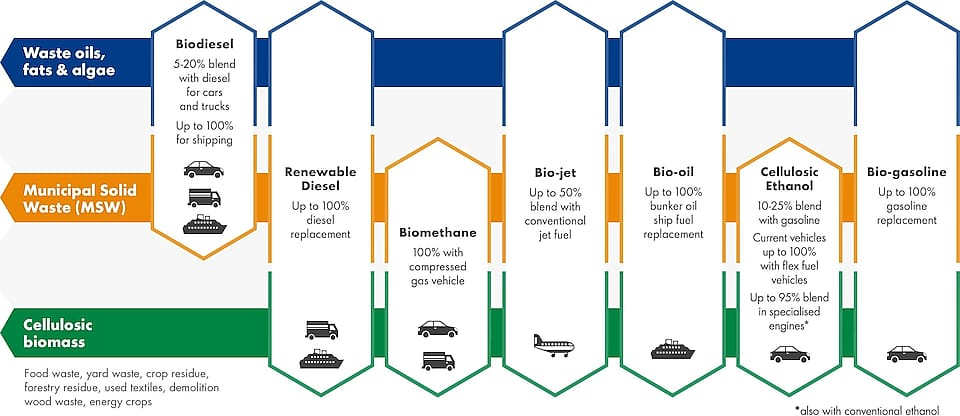 Waste oils,
fats & algae
Municipal Solid
Waste (MSW)
Cellulosic
biomass
Food waste, yard waste, crop residue,
forestry residue, used textiles, demolition
wood waste, energy crops
Biodiesel
5-20% blend
with diesel
for cars
and trucks
Up to 100%
for shipping
Renewable
Diesel
Up to 100%
diesel
replacement
Biomethane
100% with
compressed
gas vehicle
Bio-jet
Up to 50%
blend with
conventional
jet fuel
Bio-oil
Up to 100%
bunker oil
ship fuel
replacement
Cellulosic
Ethanol
10-25% blend
with gasoline
Current vehicles
up to 100%
with flex fuel
vehicles
Up to 95% blend
in specialised
engines*
Bio-gasoline
Up to 100%
gasoline
replacement
*also with conventional ethanol